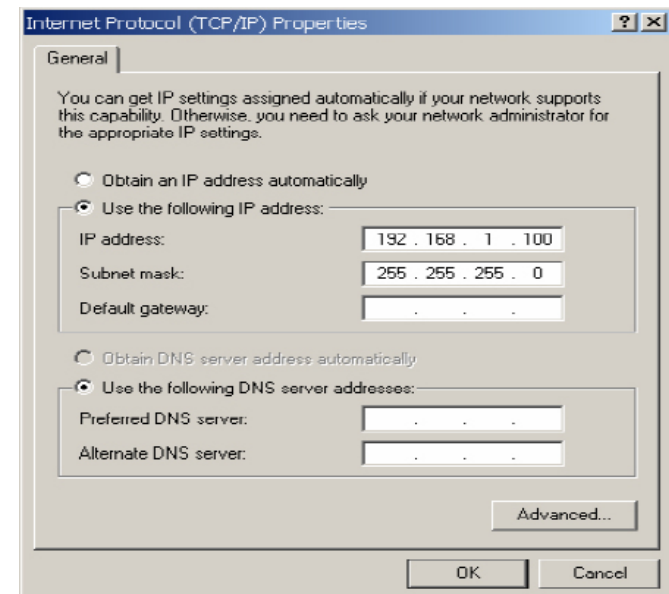 Internet Protocol (TCP/IP) Properties
General
You can get IP settings assigned automatically if your network supports
this capability. Otherwise, you need to ask your network administrator for
the appropriate IP settings.
Obtain an IP address automatically
Use the following IP address:
IP address: 192 . 168 . 1 . 100
Subnet mask: 255 . 255 . 255 . 0
Default gateway: . . .
Obtain DNS server address automatically
Use the following DNS server addresses:
Preferred DNS server: . . .
Alternate DNS server: . . .
Advanced...
OK Cancel